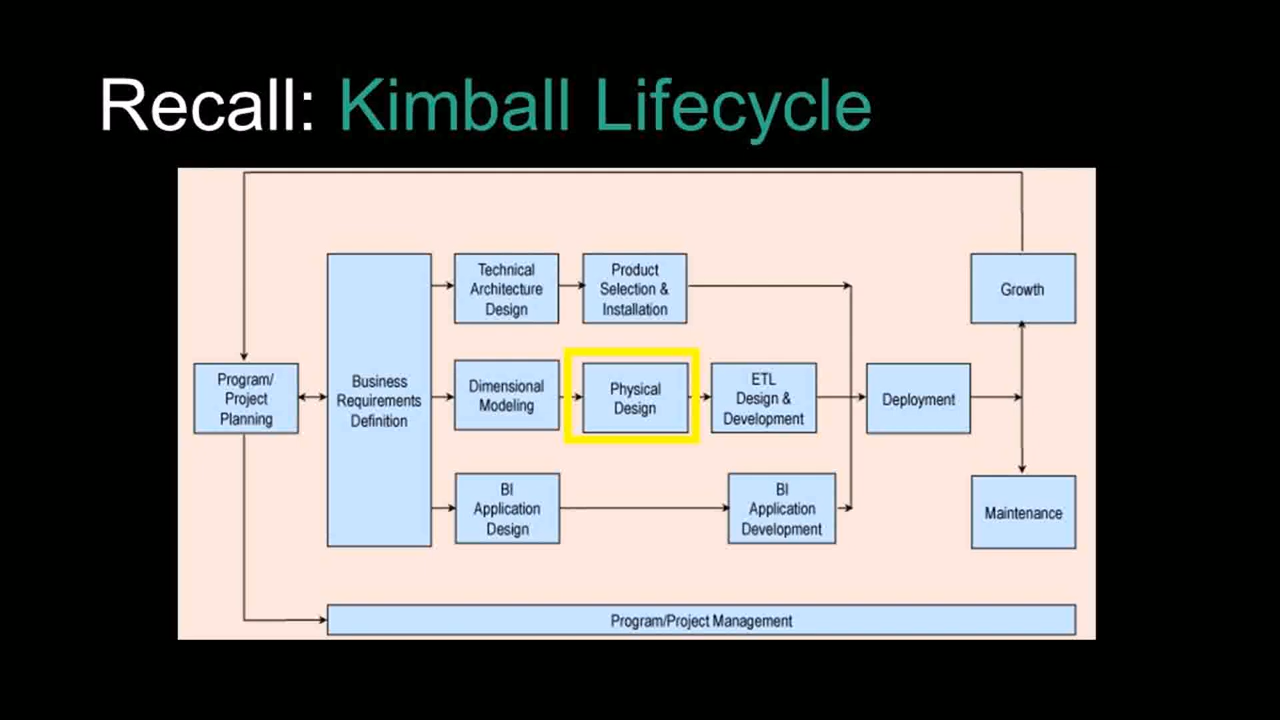 Recall: Kimball Lifecycle
Technical
Architecture
Design
Product
Selection &
Installation
Growth
Program/
Project
Planning
Business
Requirements
Definition
Dimensional
Modeling
Physical
Design
ETL
Design &
Development
Deployment
BI
Application
Design
BI
Application
Development
Maintenance
Program/Project Management